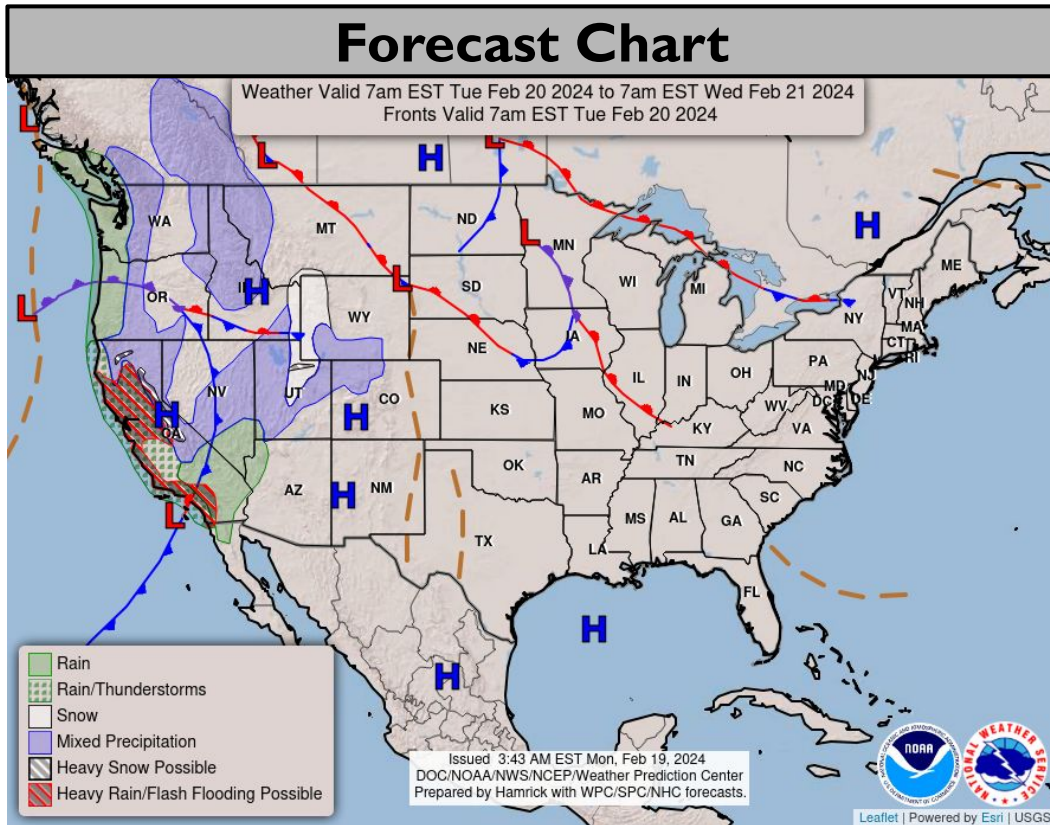 Forecast Chart
Weather Valid 7am EST Tue Feb 20 2024 to 7am EST Wed Feb 21 2024
Fronts Valid 7am EST Tue Feb 20 2024
L
L
H
L
WA
MT
ND
L
MN
H
ME
OR
ID
H
L
SD
WI
MI
VT
NH
L
WY
NE
IA
NY
MA
CT
RI
NV
UT
CO
IL
IN
OH
PA
NJ
MD
DE
DC
H
CA
H
KS
MO
WV
VA
KY
AZ
H
NM
OK
AR
TN
NC
SC
L
TX
LA
MS
AL
GA
FL
H
H
Rain
Rain/Thunderstorms
Snow
Mixed Precipitation
Heavy Snow Possible
Heavy Rain/Flash Flooding Possible
Issued 3:43 AM EST Mon, Feb 19, 2024
DOC/NOAA/NWS/NCEP/Weather Prediction Center
Prepared by Hamrick with WPC/SPC/NHC forecasts.
NOAA
NATIONAL WEATHER SERVICE
Leaflet | Powered by Esri | USGS